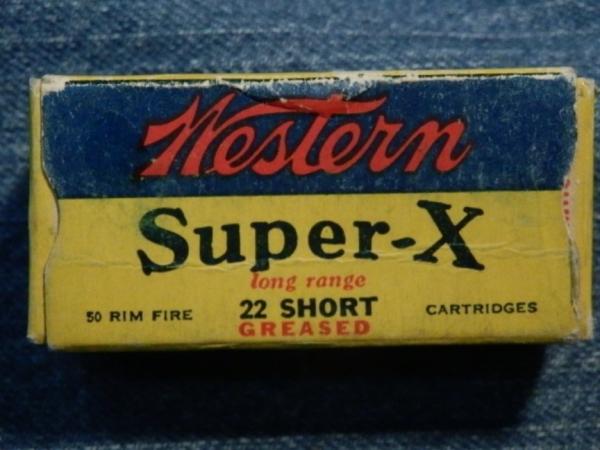 Western
Super-X
long range
50 RIM FIRE 22 SHORT CARTRIDGES
GREASED